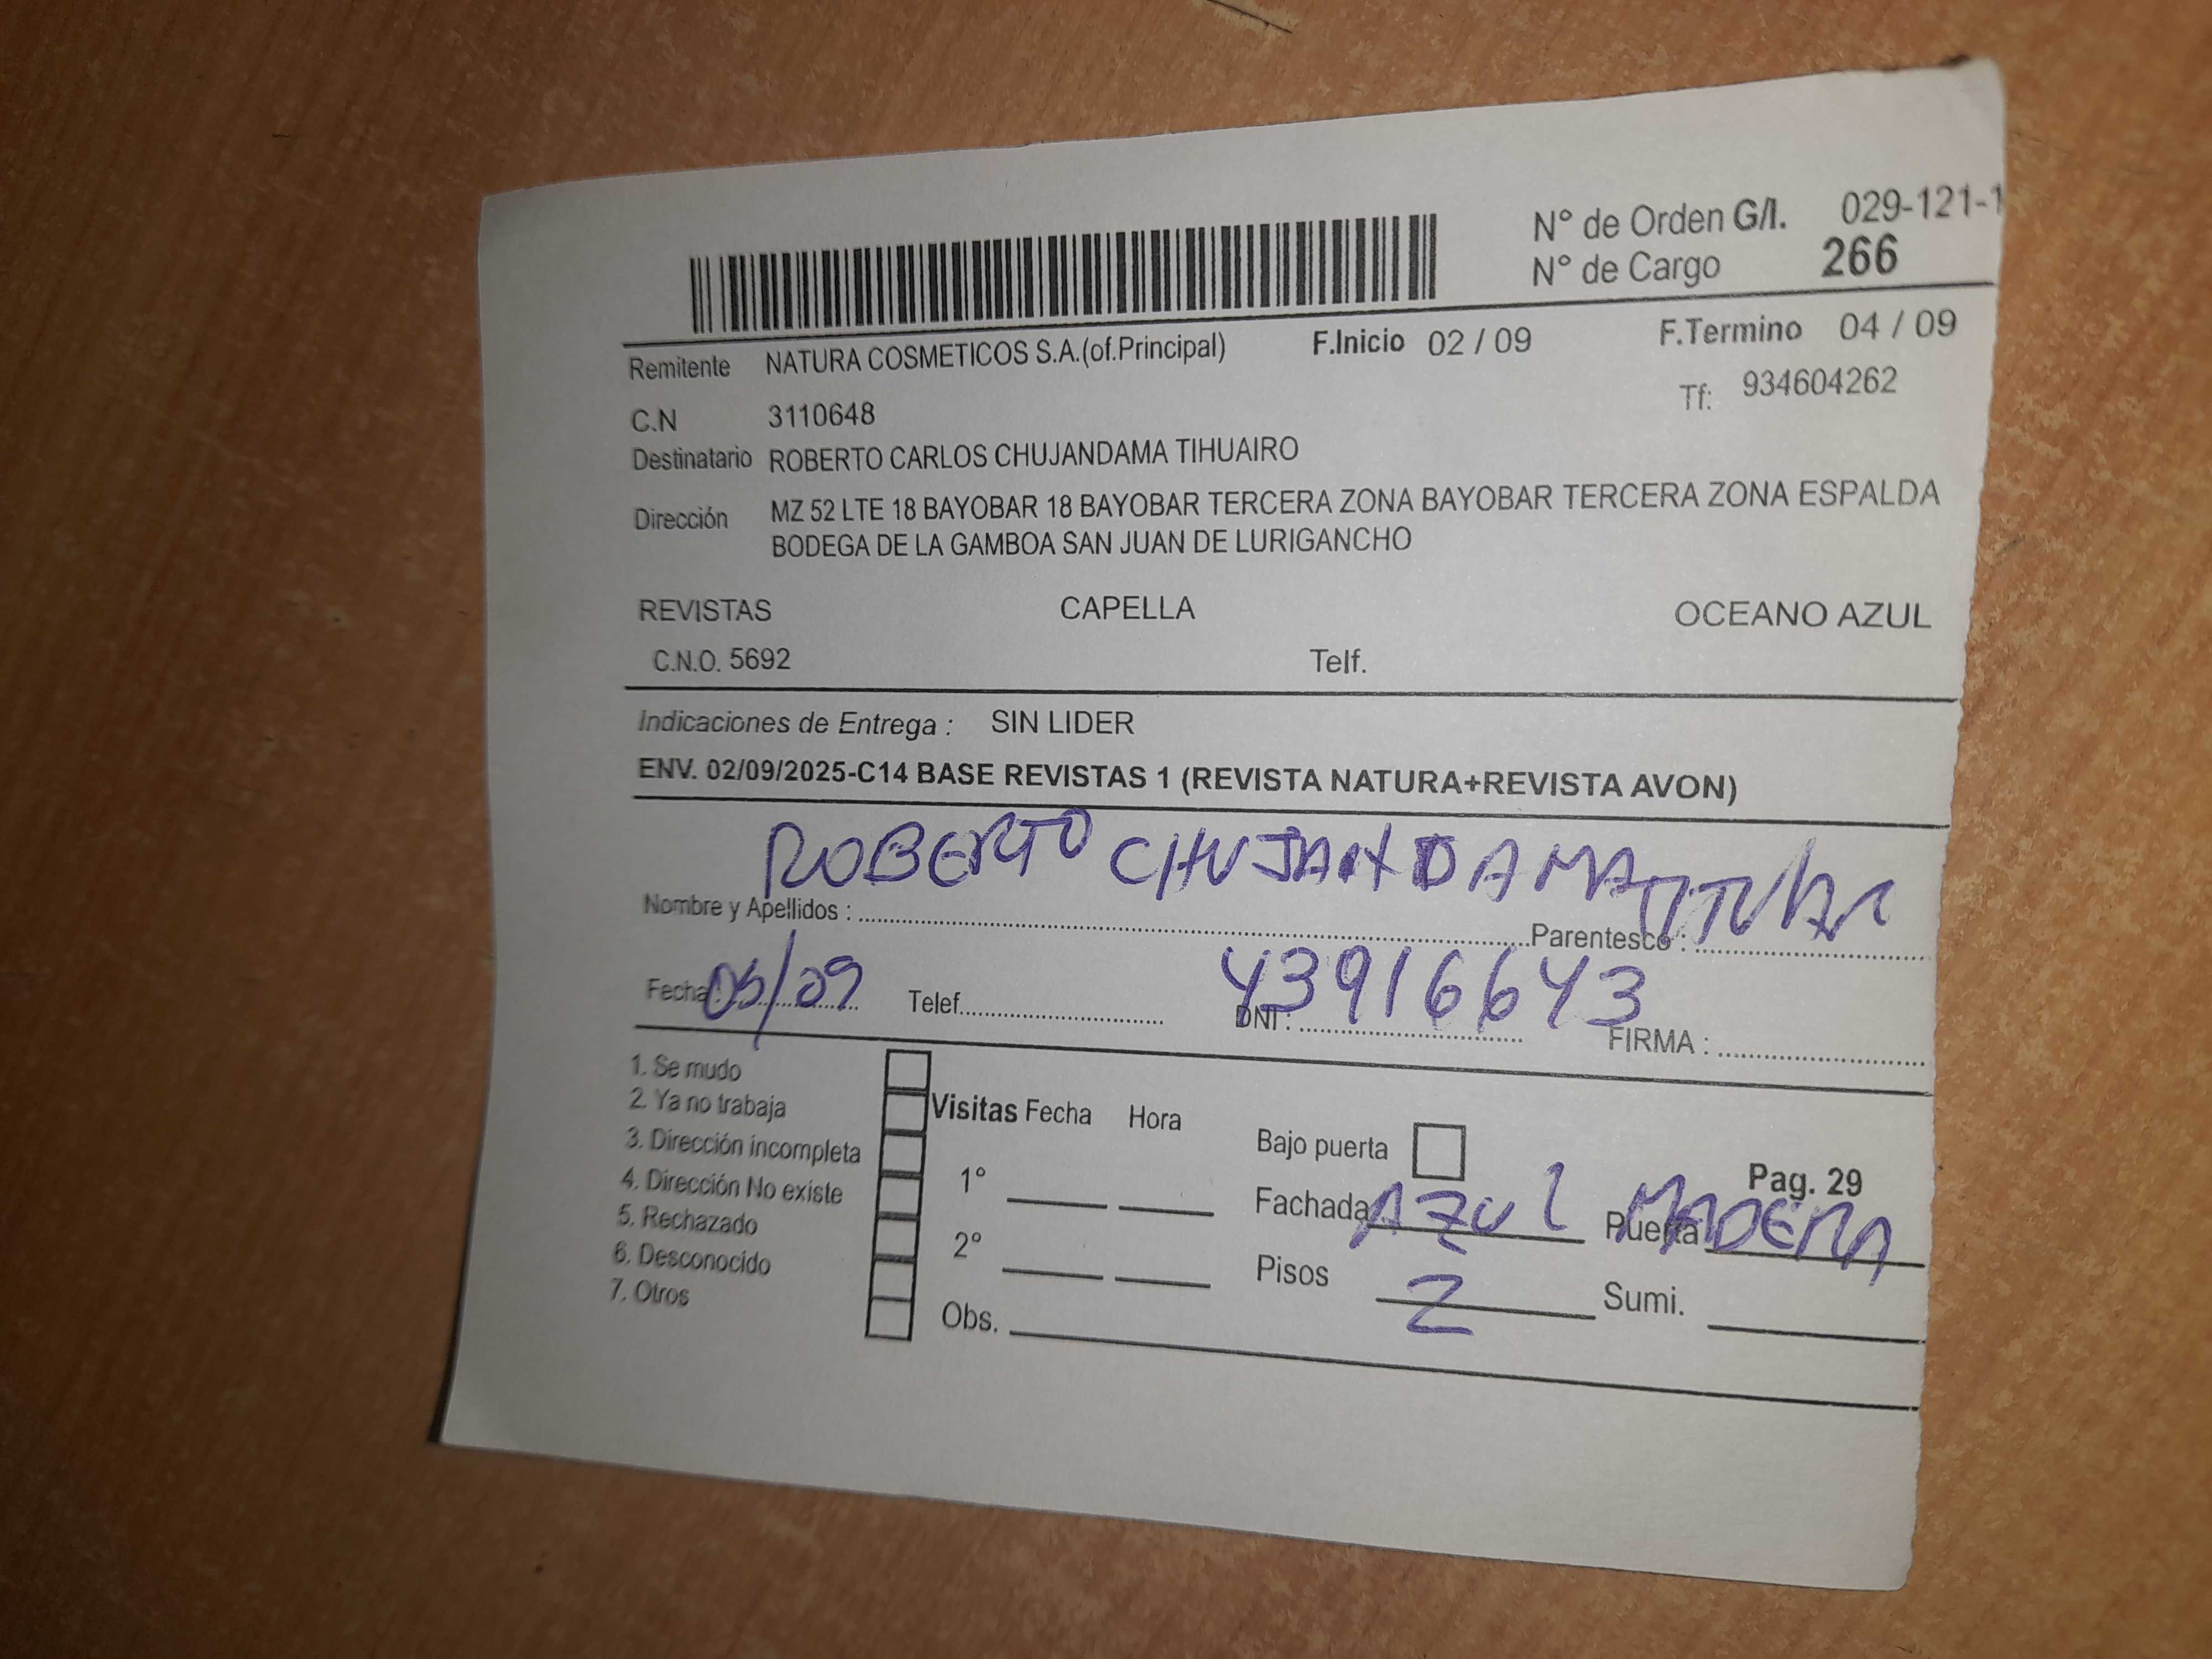 N° de Orden G/I. 029-121-1
N° de Cargo 266
Remitente NATURA COSMETICOS S.A.(of.Principal) F.Inicio 02 / 09 F.Termino 04 / 09
C.N 3110648 Tf: 934604262
Destinatario ROBERTO CARLOS CHUJANDAMA TIHUAIRO
Dirección MZ 52 LTE 18 BAYOBAR 18 BAYOBAR TERCERA ZONA BAYOBAR TERCERA ZONA ESPALDA
BODEGA DE LA GAMBOA SAN JUAN DE LURIGANCHO
REVISTAS CAPELLA OCEANO AZUL
C.N.O. 5692 Telf.
Indicaciones de Entrega : SIN LIDER
ENV. 02/09/2025-C14 BASE REVISTAS 1 (REVISTA NATURA+REVISTA AVON)
ROBERTO CHUJANDAMA
Nombre y Apellidos : Parentesco :
Fecha: /09 Telef. DNI : 43916643 FIRMA :
1. Se mudo
2. Ya no trabaja Visitas Fecha Hora
3. Dirección incompleta Bajo puerta
4. Dirección No existe 1° Pag. 29
5. Rechazado Fachada AZUL Puerta MADERA
6. Desconocido 2° Pisos 2 Sumi.
7. Otros Obs.